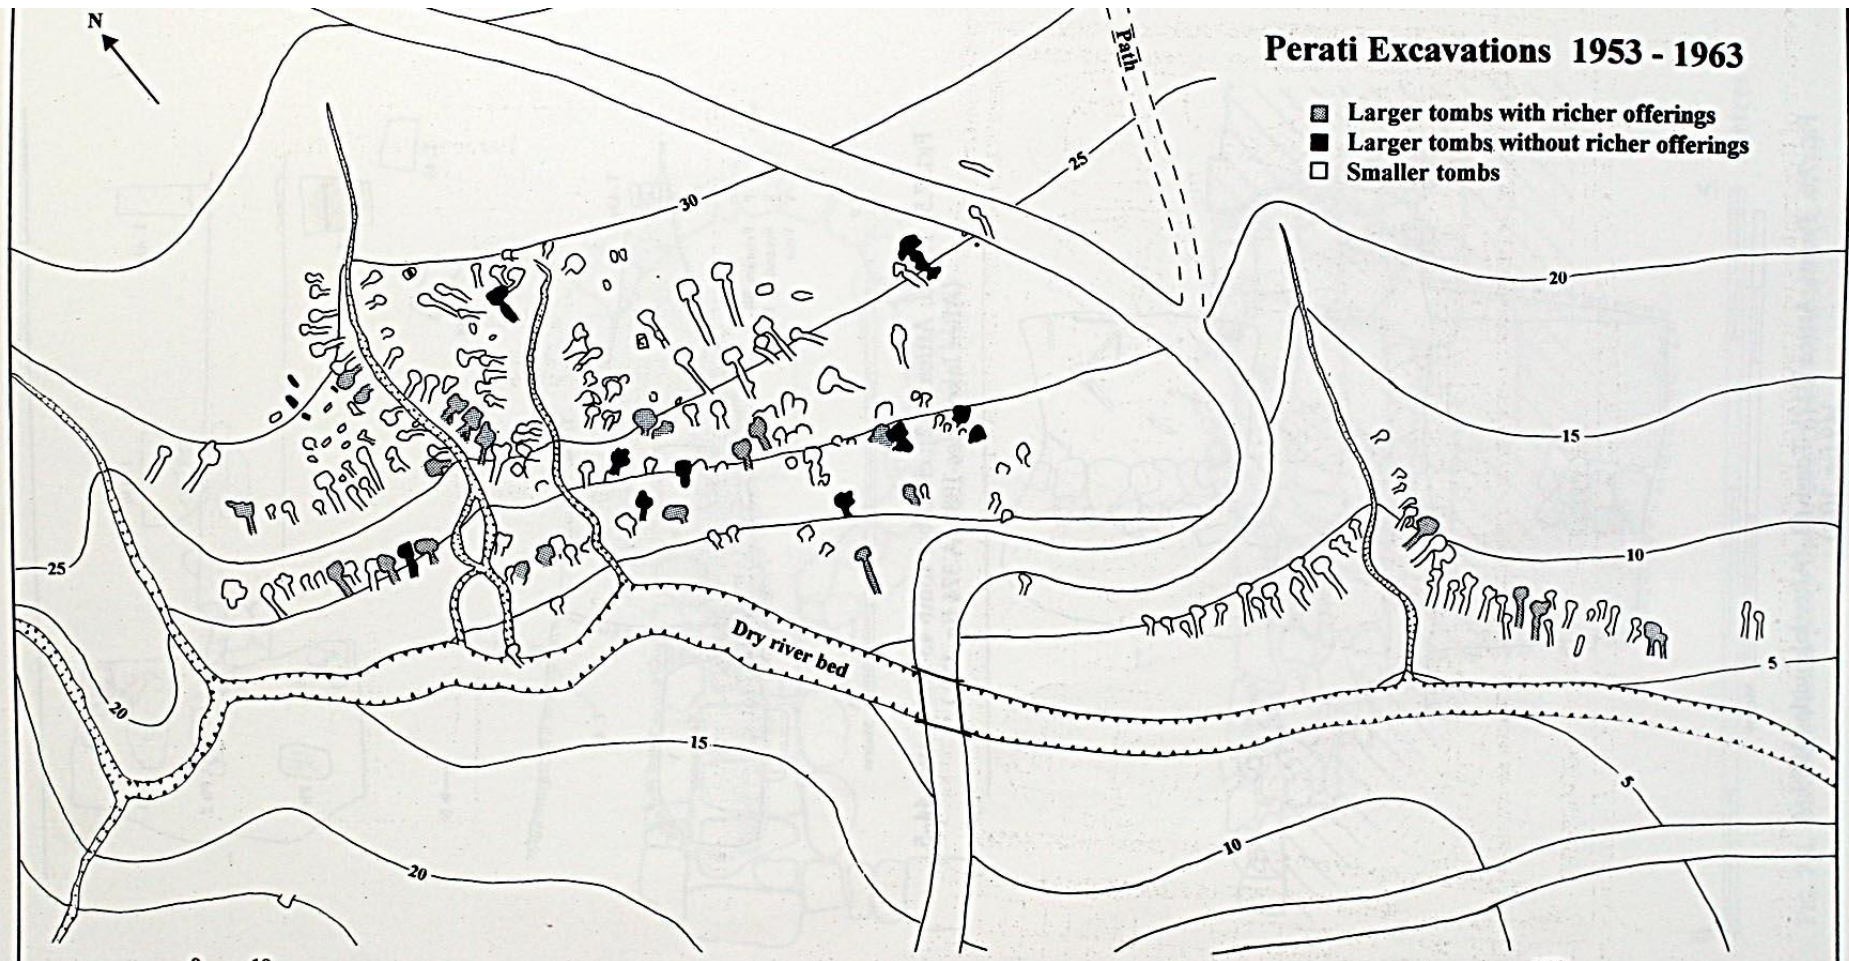 N
Path
Perati Excavations 1953 - 1963
Larger tombs with richer offerings
Larger tombs without richer offerings
Smaller tombs
25
30
20
15
10
25
Dry river bed
5
20
15
5
10
20